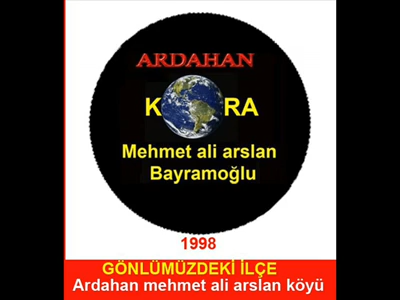 ARDAHAN
K RA
Mehmet ali arslan
Bayramoğlu
1998
GÖNLÜMÜZDEKİ İLÇE
Ardahan mehmet ali arslan köyü